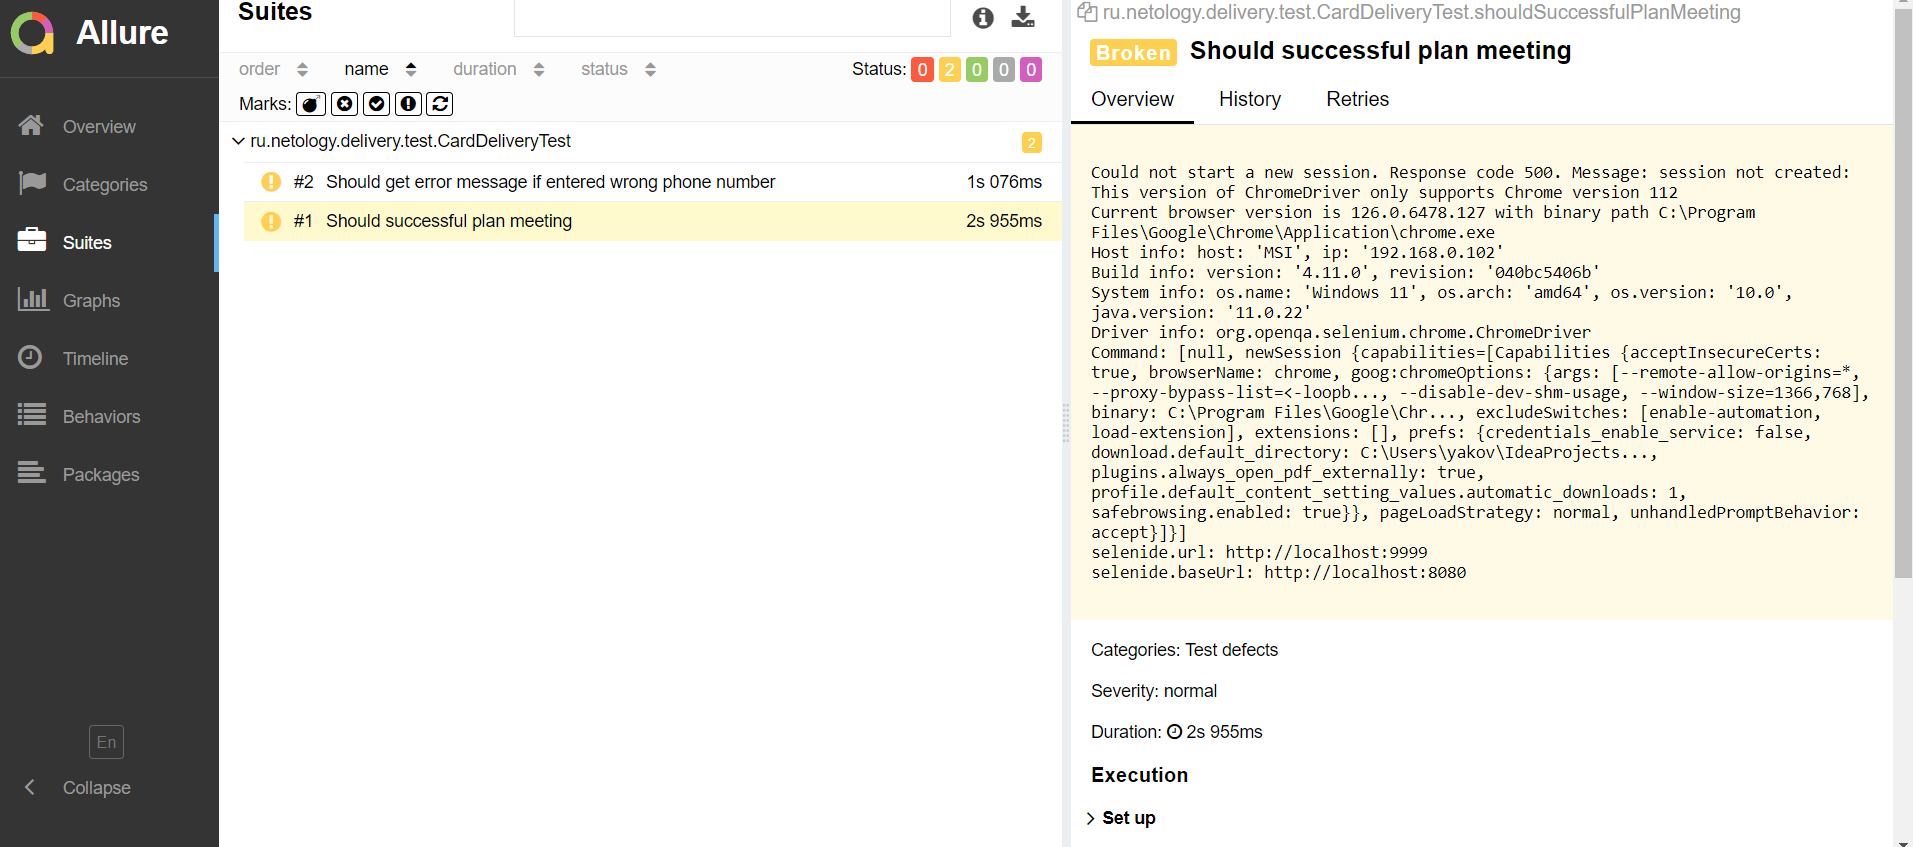 Allure
Overview
Categories
Suites
Graphs
Timeline
Behaviors
Packages
En
Collapse
Suites
order name duration status Status: 0 2 0 0 0
Marks:
ru.netology.delivery.test.CardDeliveryTest 2
#2 Should get error message if entered wrong phone number 1s 076ms
#1 Should successful plan meeting 2s 955ms
ru.netology.delivery.test.CardDeliveryTest.shouldSuccessfulPlanMeeting
Broken Should successful plan meeting
Overview History Retries
Could not start a new session. Response code 500. Message: session not created:
This version of ChromeDriver only supports Chrome version 112
Current browser version is 126.0.6478.127 with binary path C:\Program
Files\Google\Chrome\Application\chrome.exe
Host info: host: 'MSI', ip: '192.168.0.102'
Build info: version: '4.11.0', revision: '040bc5406b'
System info: os.name: 'Windows 11', os.arch: 'amd64', os.version: '10.0',
java.version: '11.0.22'
Driver info: org.openqa.selenium.chrome.ChromeDriver
Command: [null, newSession {capabilities=[Capabilities {acceptInsecureCerts:
true, browserName: chrome, goog:chromeOptions: {args: [--remote-allow-origins=*,
--proxy-bypass-list=<-loopb..., --disable-dev-shm-usage, --window-size=1366,768],
binary: C:\Program Files\Google\Chr..., excludeSwitches: [enable-automation,
load-extension], extensions: [], prefs: {credentials_enable_service: false,
download.default_directory: C:\Users\yakov\IdeaProjects...,
plugins.always_open_pdf_externally: true,
profile.default_content_setting_values.automatic_downloads: 1,
safebrowsing.enabled: true}}, pageLoadStrategy: normal, unhandledPromptBehavior:
accept}]}]
selenide.url: http://localhost:9999
selenide.baseUrl: http://localhost:8080
Categories: Test defects
Severity: normal
Duration: 2s 955ms
Execution
Set up